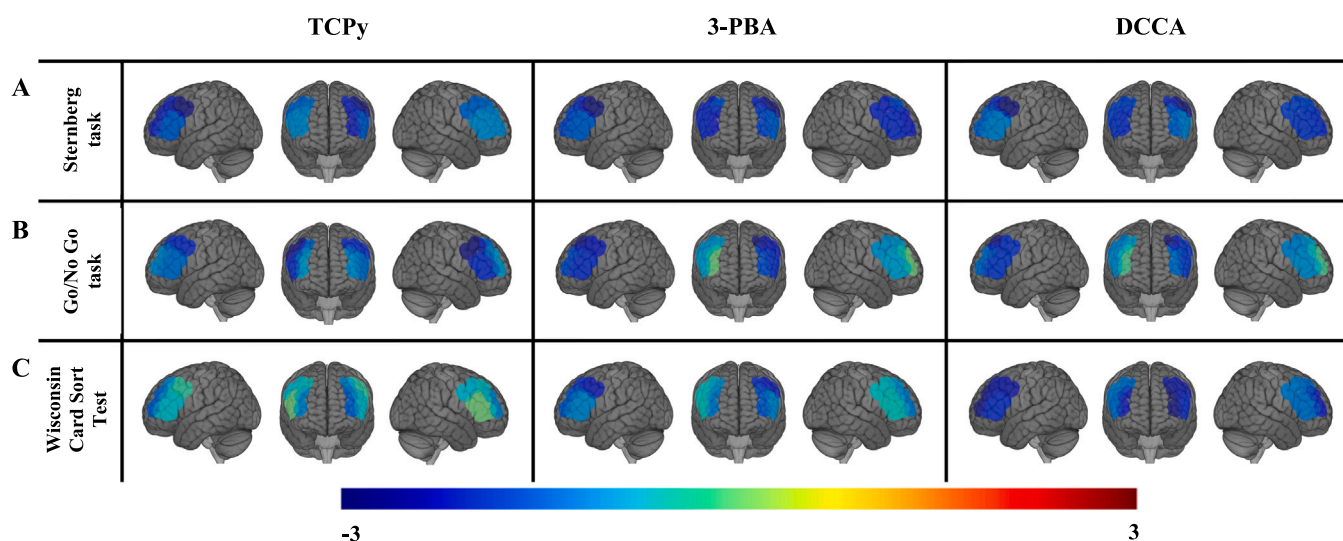 TCPy
3-PBA
DCCA
A
Sternberg
task
B
Go/No Go
task
C
Wisconsin
Card Sort
Test
-3
3